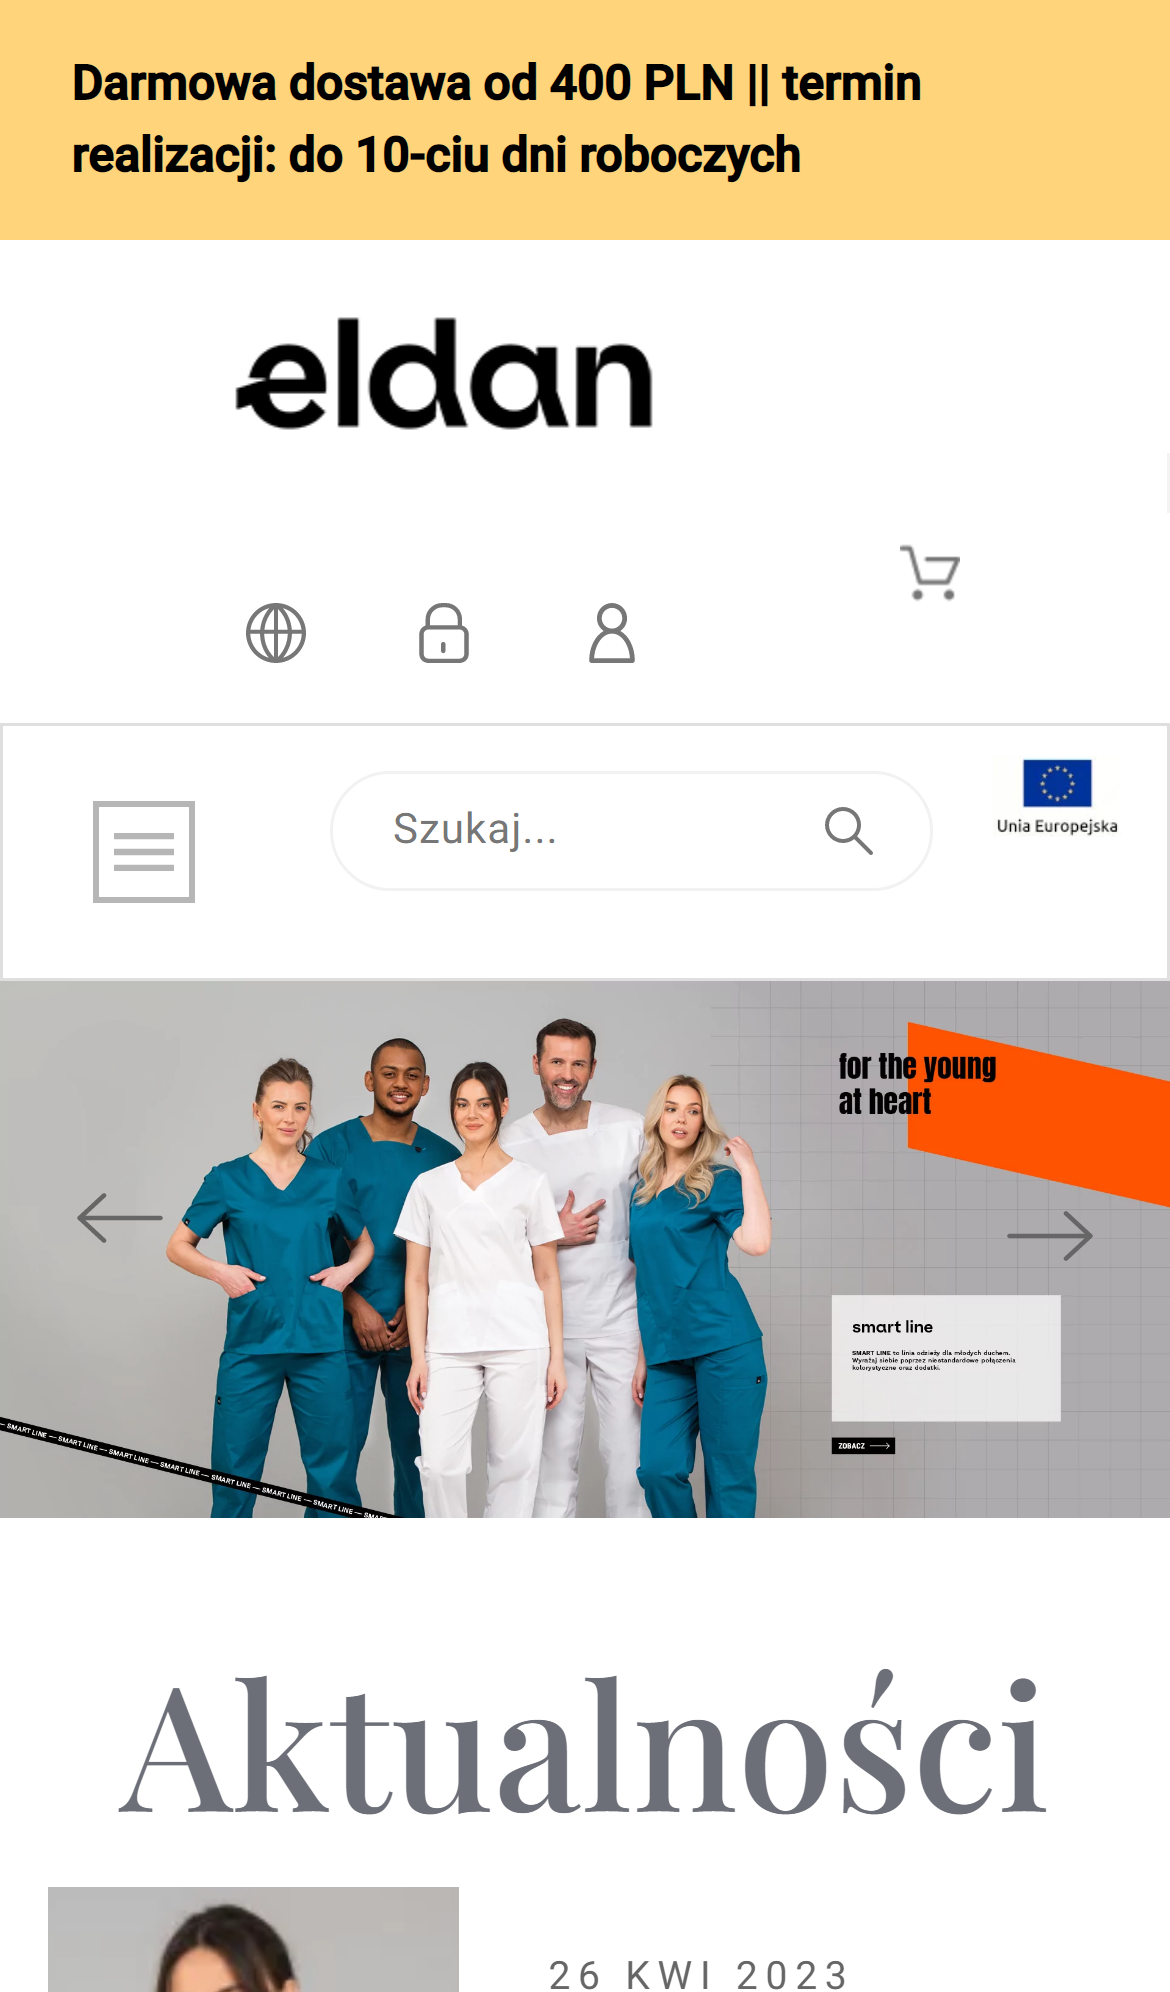 Darmowa dostawa od 400 PLN || termin
realizacji: do 10-ciu dni roboczych
eldan
Szukaj...
Unia Europejska
for the young
at heart
smart line
SMART LINE to linia odzieży dla młodych duchem.
Wyrażaj siebie poprzez niestandardowe połączenia
kolorystyczne oraz dodatki.
ZOBACZ
— SMART LINE — SMART LINE — SMART LINE — SMART LINE — SMART LINE — SMART LINE — SMART LINE — SMA
Aktualności
26 KWI 2023